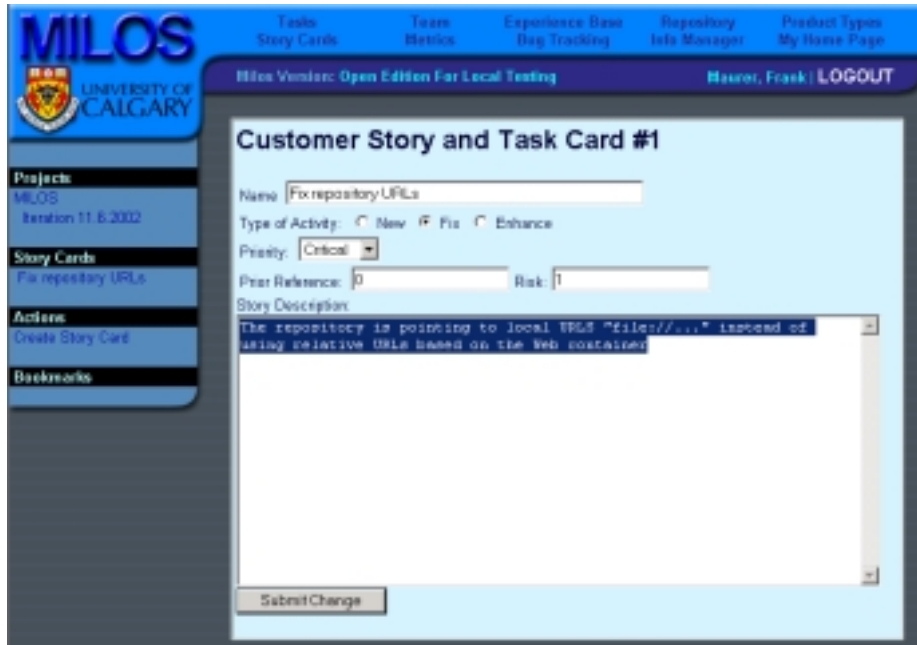 MILOS
UNIVERSITY OF
CALGARY
Tasks Team Experience Base Repository Product Types
Story Cards Metrics Bug Tracking Info Manager My Home Page
Milos Version: Open Edition For Local Testing Maurer, Frank | LOGOUT
Projects
MILOS
Iteration 11.6.2002
Story Cards
Fix repository URLs
Actions
Create Story Card
Bookmarks
Customer Story and Task Card #1
Name Fix repository URLs
Type of Activity: New Fix Enhance
Priority: Critical
Prior Reference: 0 Risk: 1
Story Description:
The repository is pointing to local URLS "file://..." instead of
using relative URLs based on the Web container
Submit Change